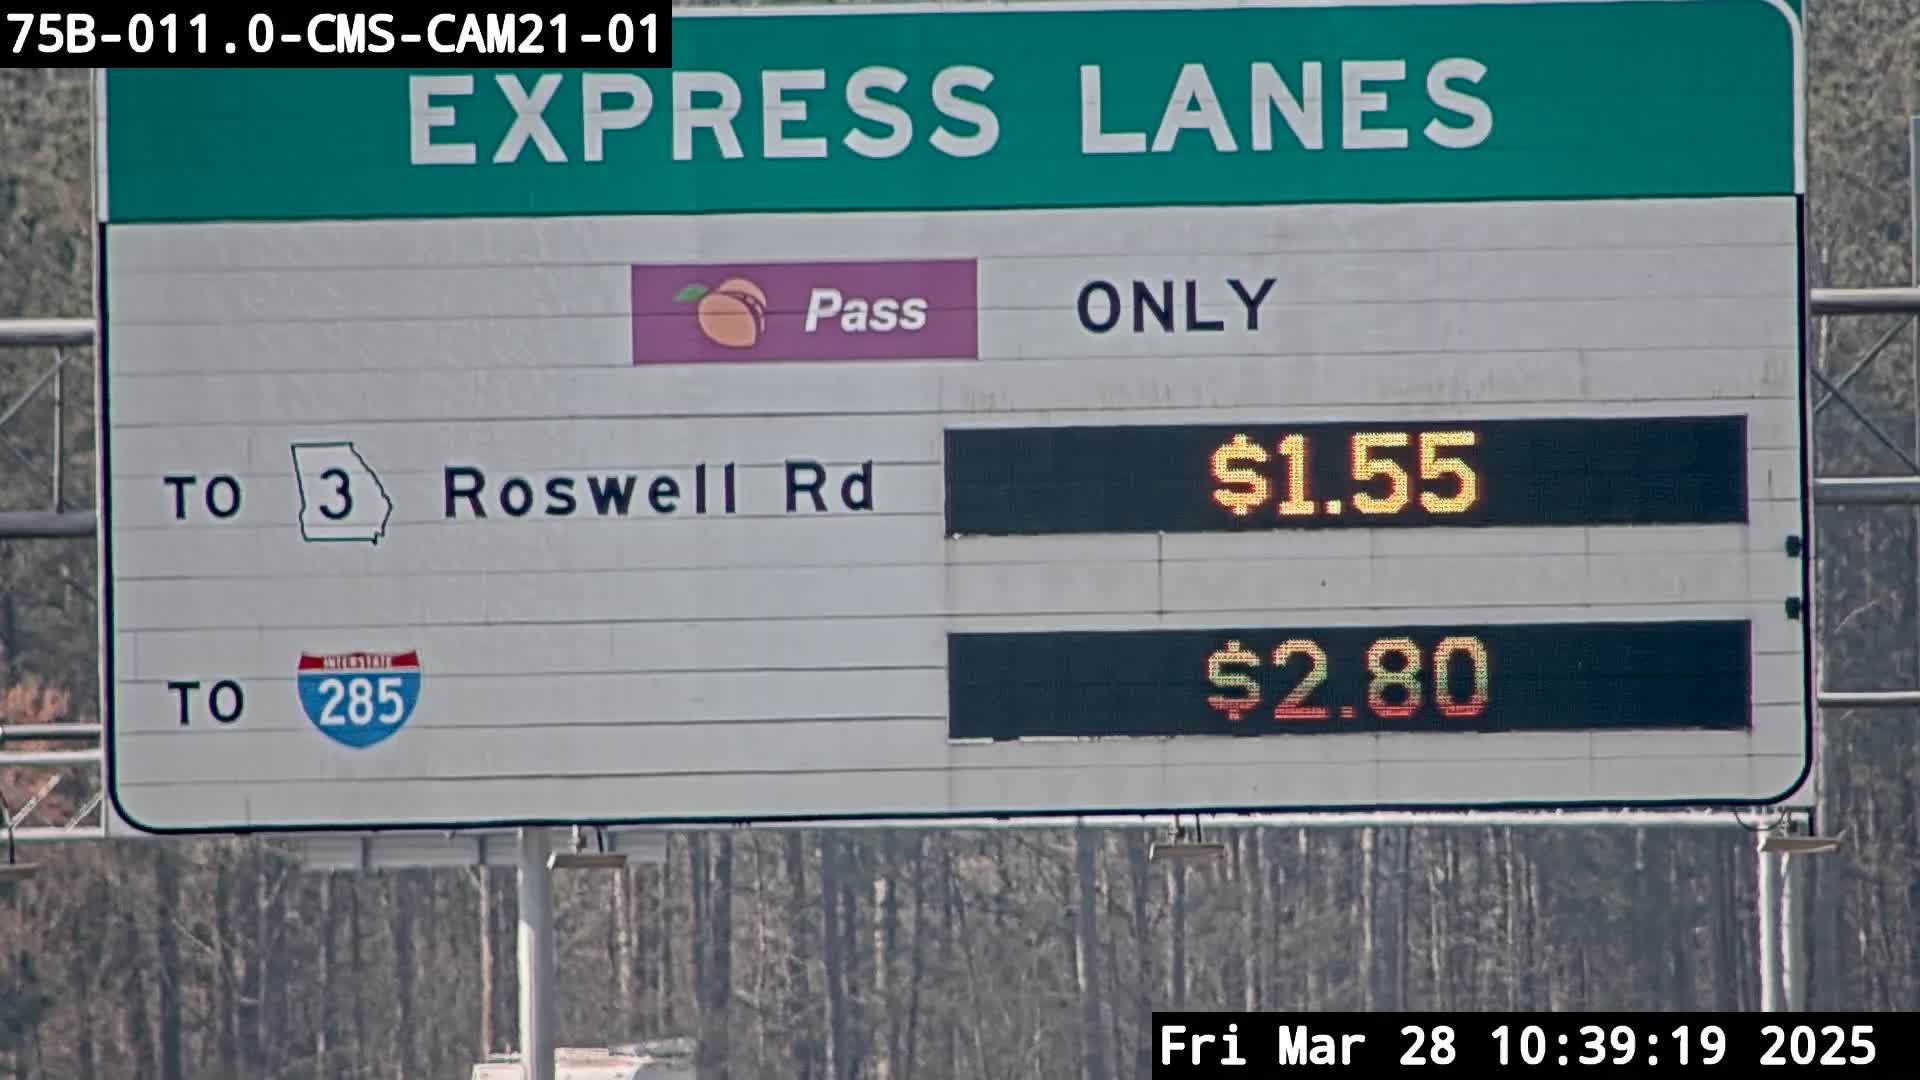 75B-011.0-CMS-CAM21-01
EXPRESS LANES
Pass ONLY
TO 3 Roswell Rd $1.55
TO INTERSTATE 285 $2.80
Fri Mar 28 10:39:19 2025